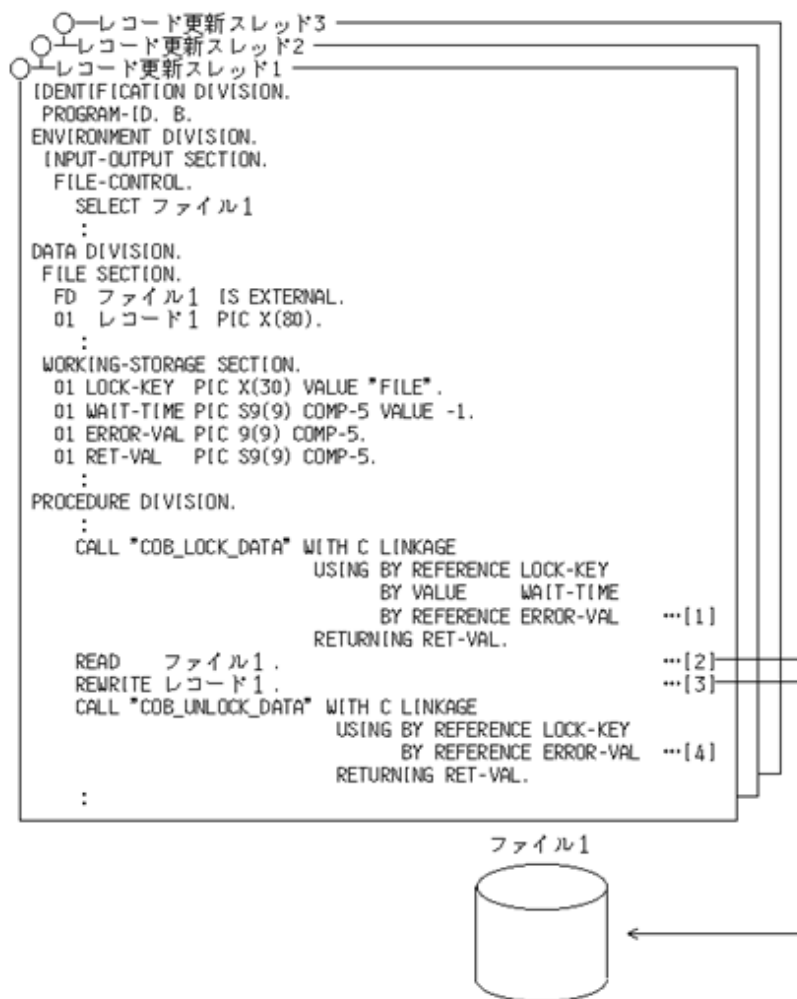 レコード更新スレッド3
レコード更新スレッド2
レコード更新スレッド1
IDENTIFICATION DIVISION.
PROGRAM-ID. B.
ENVIRONMENT DIVISION.
INPUT-OUTPUT SECTION.
FILE-CONTROL.
SELECT ファイル1
:
DATA DIVISION.
FILE SECTION.
FD ファイル1 IS EXTERNAL.
01 レコード1 PIC X(80).
:
WORKING-STORAGE SECTION.
01 LOCK-KEY PIC X(30) VALUE "FILE".
01 WAIT-TIME PIC S9(9) COMP-5 VALUE -1.
01 ERROR-VAL PIC 9(9) COMP-5.
01 RET-VAL PIC S9(9) COMP-5.
:
PROCEDURE DIVISION.
:
CALL "COB_LOCK_DATA" WITH C LINKAGE
USING BY REFERENCE LOCK-KEY
BY VALUE WAIT-TIME
BY REFERENCE ERROR-VAL …[1]
RETURNING RET-VAL.
READ ファイル1. …[2]
REWRITE レコード1. …[3]
CALL "COB_UNLOCK_DATA" WITH C LINKAGE
USING BY REFERENCE LOCK-KEY
BY REFERENCE ERROR-VAL …[4]
RETURNING RET-VAL.
:
ファイル1